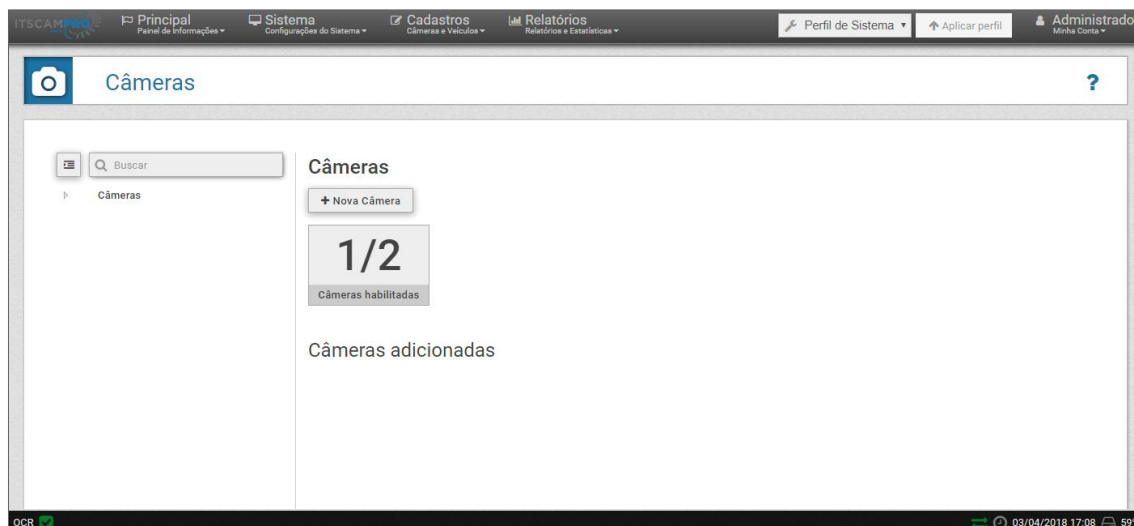 ITSCAMPRO
Principal
Painel de Informações
Sistema
Configurações do Sistema
Cadastros
Câmeras e Veículos
Relatórios
Relatórios e Estatísticas
Perfil de Sistema
Aplicar perfil
Administrado
Minha Conta
Câmeras
?
Buscar
Câmeras
Câmeras
+ Nova Câmera
1/2
Câmeras habilitadas
Câmeras adicionadas
OCR
03/04/2018 17:08
59